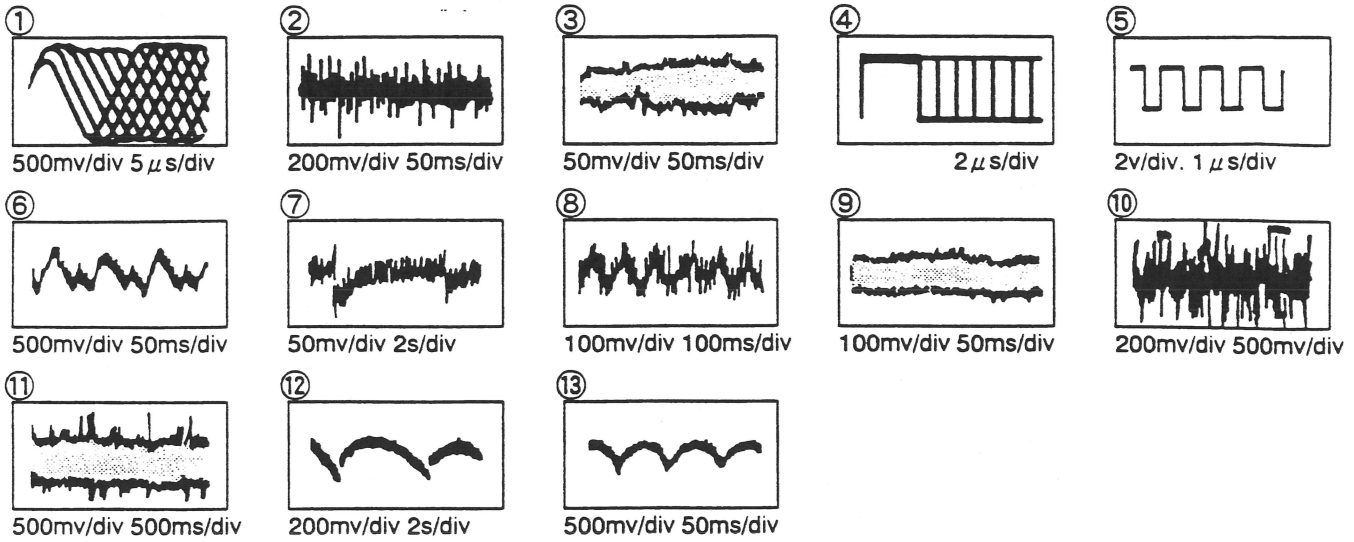 ① ② ③ ④ ⑤
500mv/div 5μs/div 200mv/div 50ms/div 50mv/div 50ms/div 2μs/div 2v/div. 1μs/div
⑥ ⑦ ⑧ ⑨ ⑩
500mv/div 50ms/div 50mv/div 2s/div 100mv/div 100ms/div 100mv/div 50ms/div 200mv/div 500mv/div
⑪ ⑫ ⑬
500mv/div 500ms/div 200mv/div 2s/div 500mv/div 50ms/div